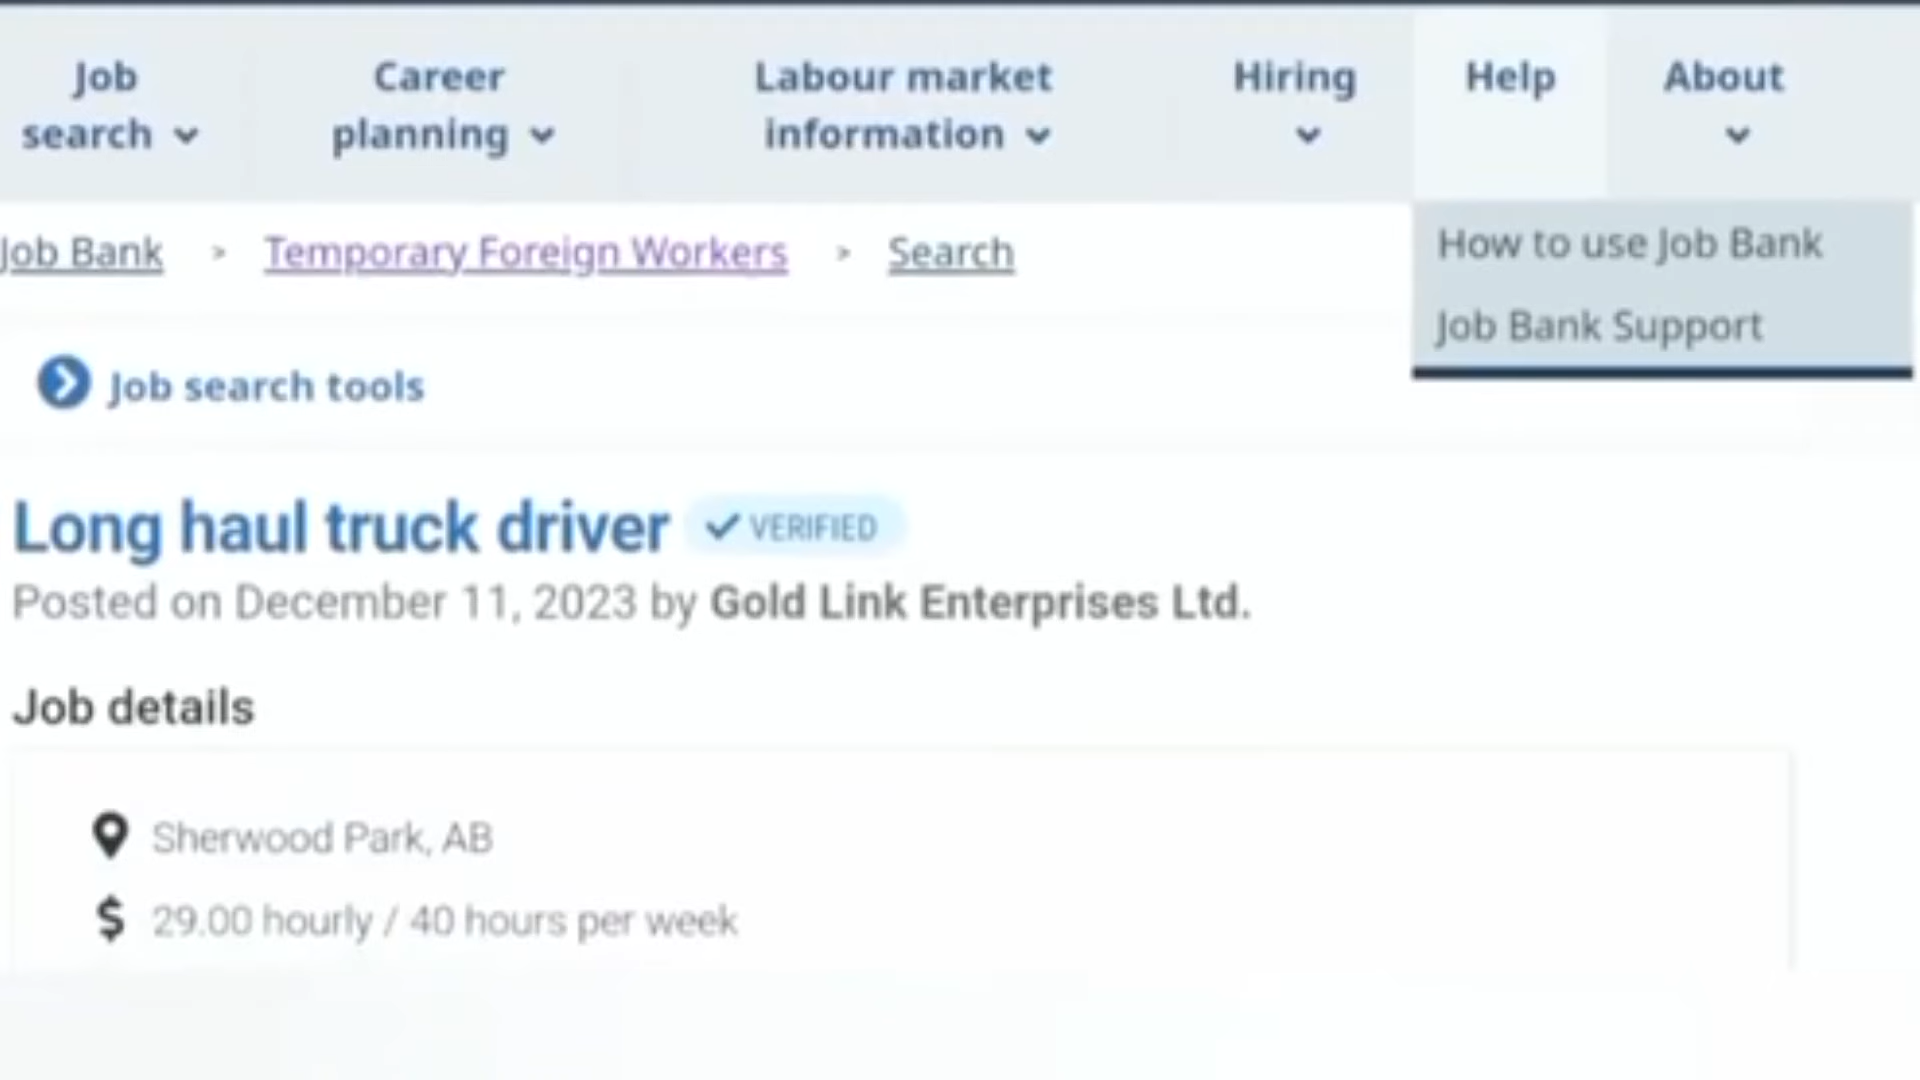 Job search
Career planning
Labour market information
Hiring
Help
About
Job Bank > Temporary Foreign Workers > Search
How to use Job Bank
Job Bank Support
Job search tools
Long haul truck driver VERIFIED
Posted on December 11, 2023 by Gold Link Enterprises Ltd.
Job details
Sherwood Park, AB
$ 29.00 hourly / 40 hours per week